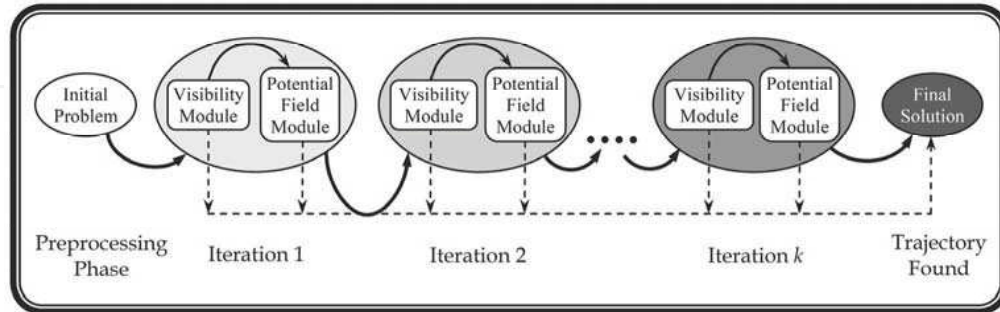 Initial
Problem
Visibility
Module
Potential
Field
Module
Visibility
Module
Potential
Field
Module
Visibility
Module
Potential
Field
Module
Final
Solution
Preprocessing
Phase
Iteration 1
Iteration 2
Iteration k
Trajectory
Found